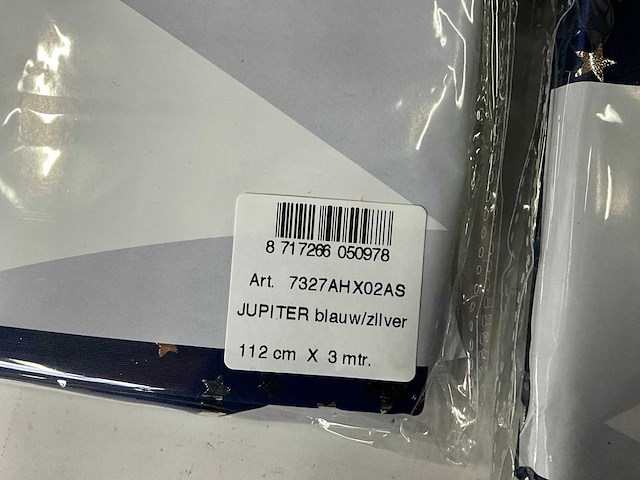 8 717266 050978
Art. 7327AHX02AS
JUPITER blauw/zilver
112 cm X 3 mtr.